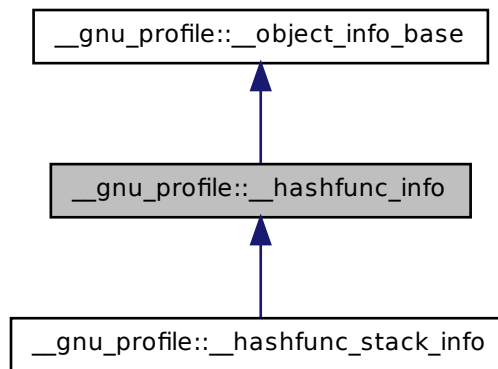 __gnu_profile::__object_info_base
__gnu_profile::__hashfunc_info
__gnu_profile::__hashfunc_stack_info